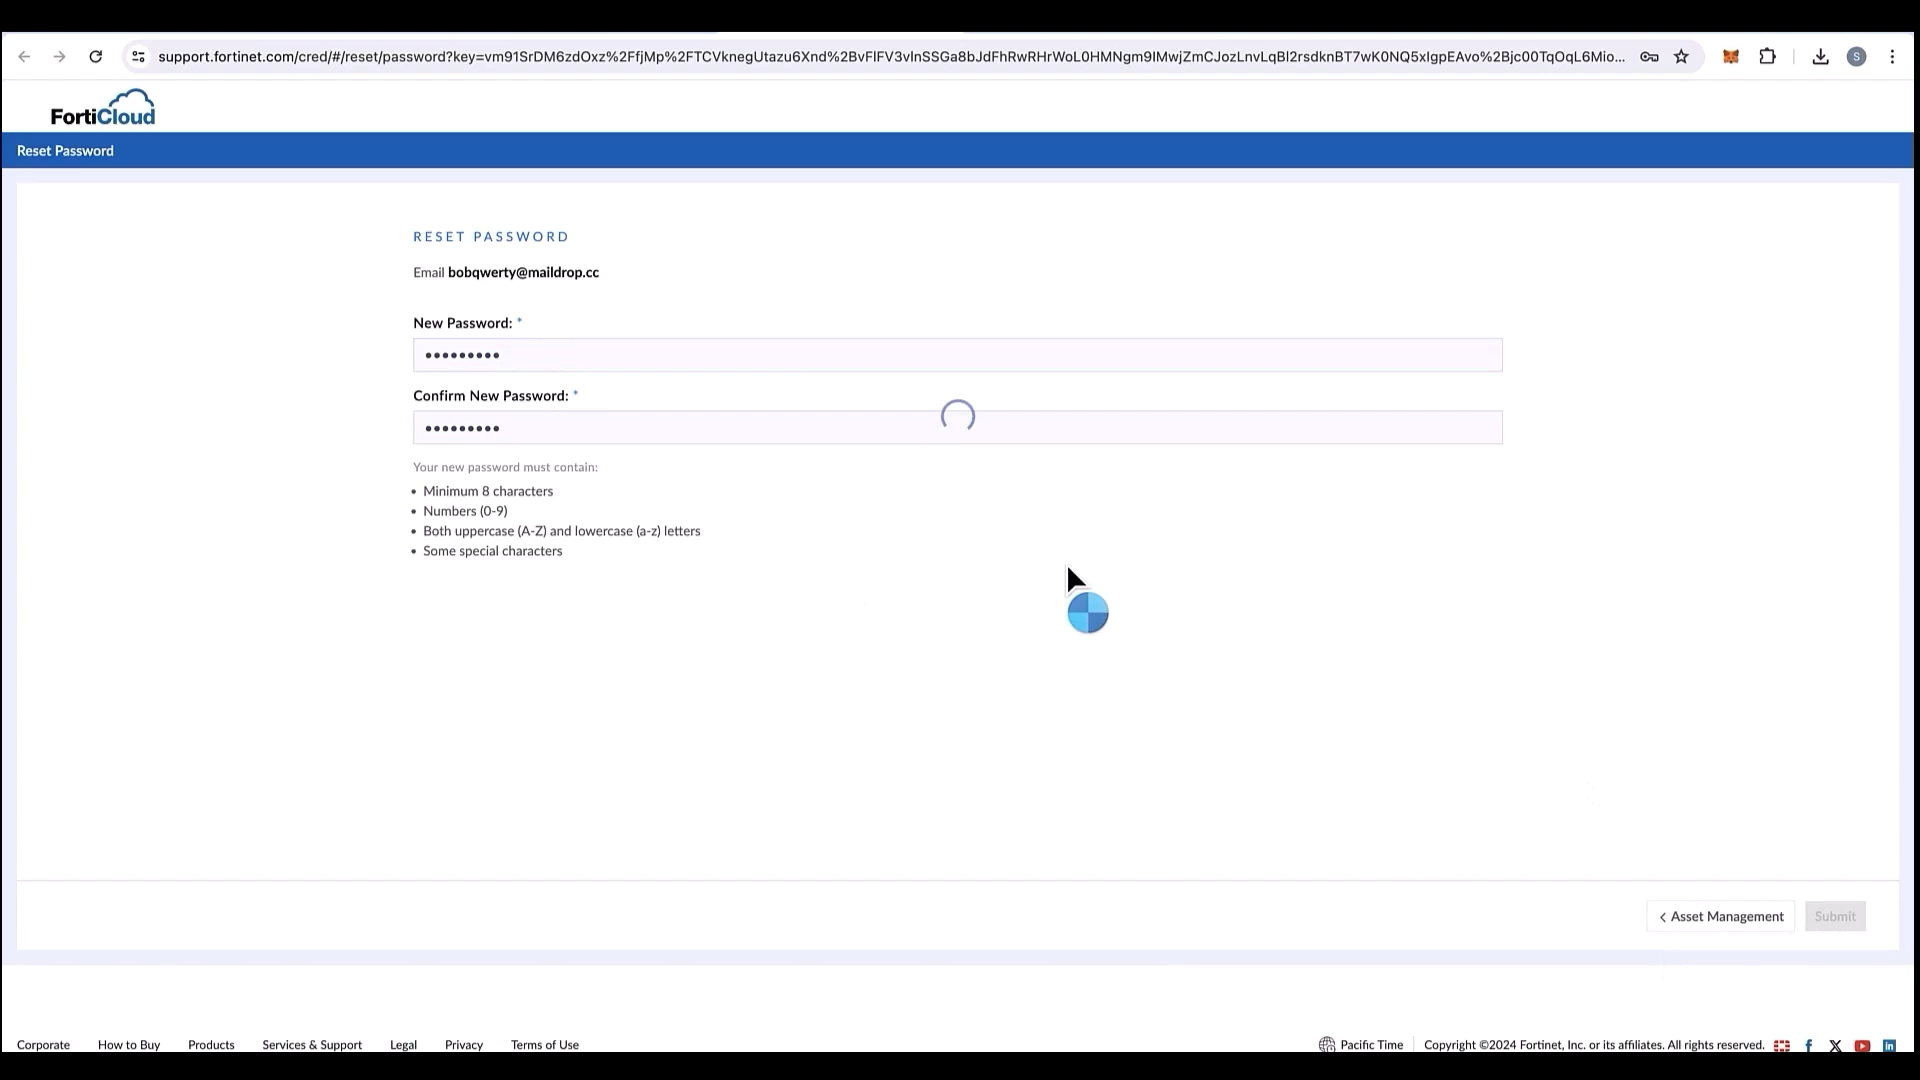 support.fortinet.com/cred/#/reset/password?key=vm91SrDM6zdOxz%2FfjMp%2FTCVknegUtazu6Xnd%2BvFlFV3vlnSSGa8bJdFhRwRHrWoL0HMNgm9IMwjZmCJozLnvLqBl2rsdknBT7wK0NQ5xIgpEAvo%2Bjc00TqOqL6Mio...
S
FortiCloud
Reset Password
RESET PASSWORD
Email bobqwerty@maildrop.cc
New Password: *
•••••••••
Confirm New Password: *
•••••••••
Your new password must contain:
• Minimum 8 characters
• Numbers (0-9)
• Both uppercase (A-Z) and lowercase (a-z) letters
• Some special characters
< Asset Management
Submit
Corporate How to Buy Products Services & Support Legal Privacy Terms of Use Pacific Time Copyright ©2024 Fortinet, Inc. or its affiliates. All rights reserved.